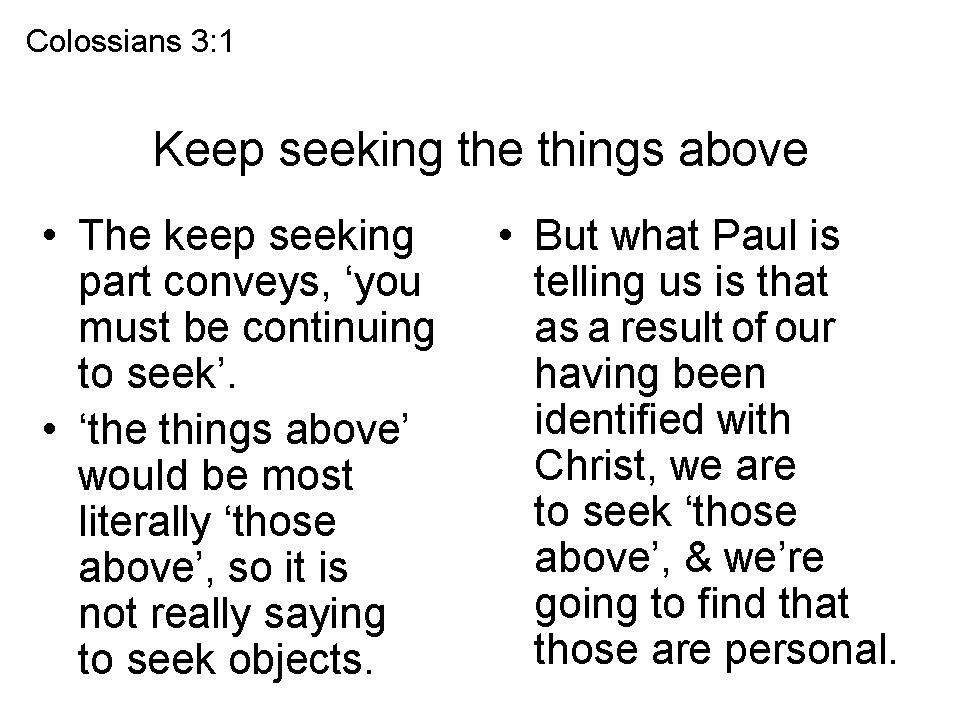 Colossians 3:1
Keep seeking the things above
• The keep seeking
part conveys, ‘you
must be continuing
to seek’.
• ‘the things above’
would be most
literally ‘those
above’, so it is
not really saying
to seek objects.
• But what Paul is
telling us is that
as a result of our
having been
identified with
Christ, we are
to seek ‘those
above’, & we’re
going to find that
those are personal.